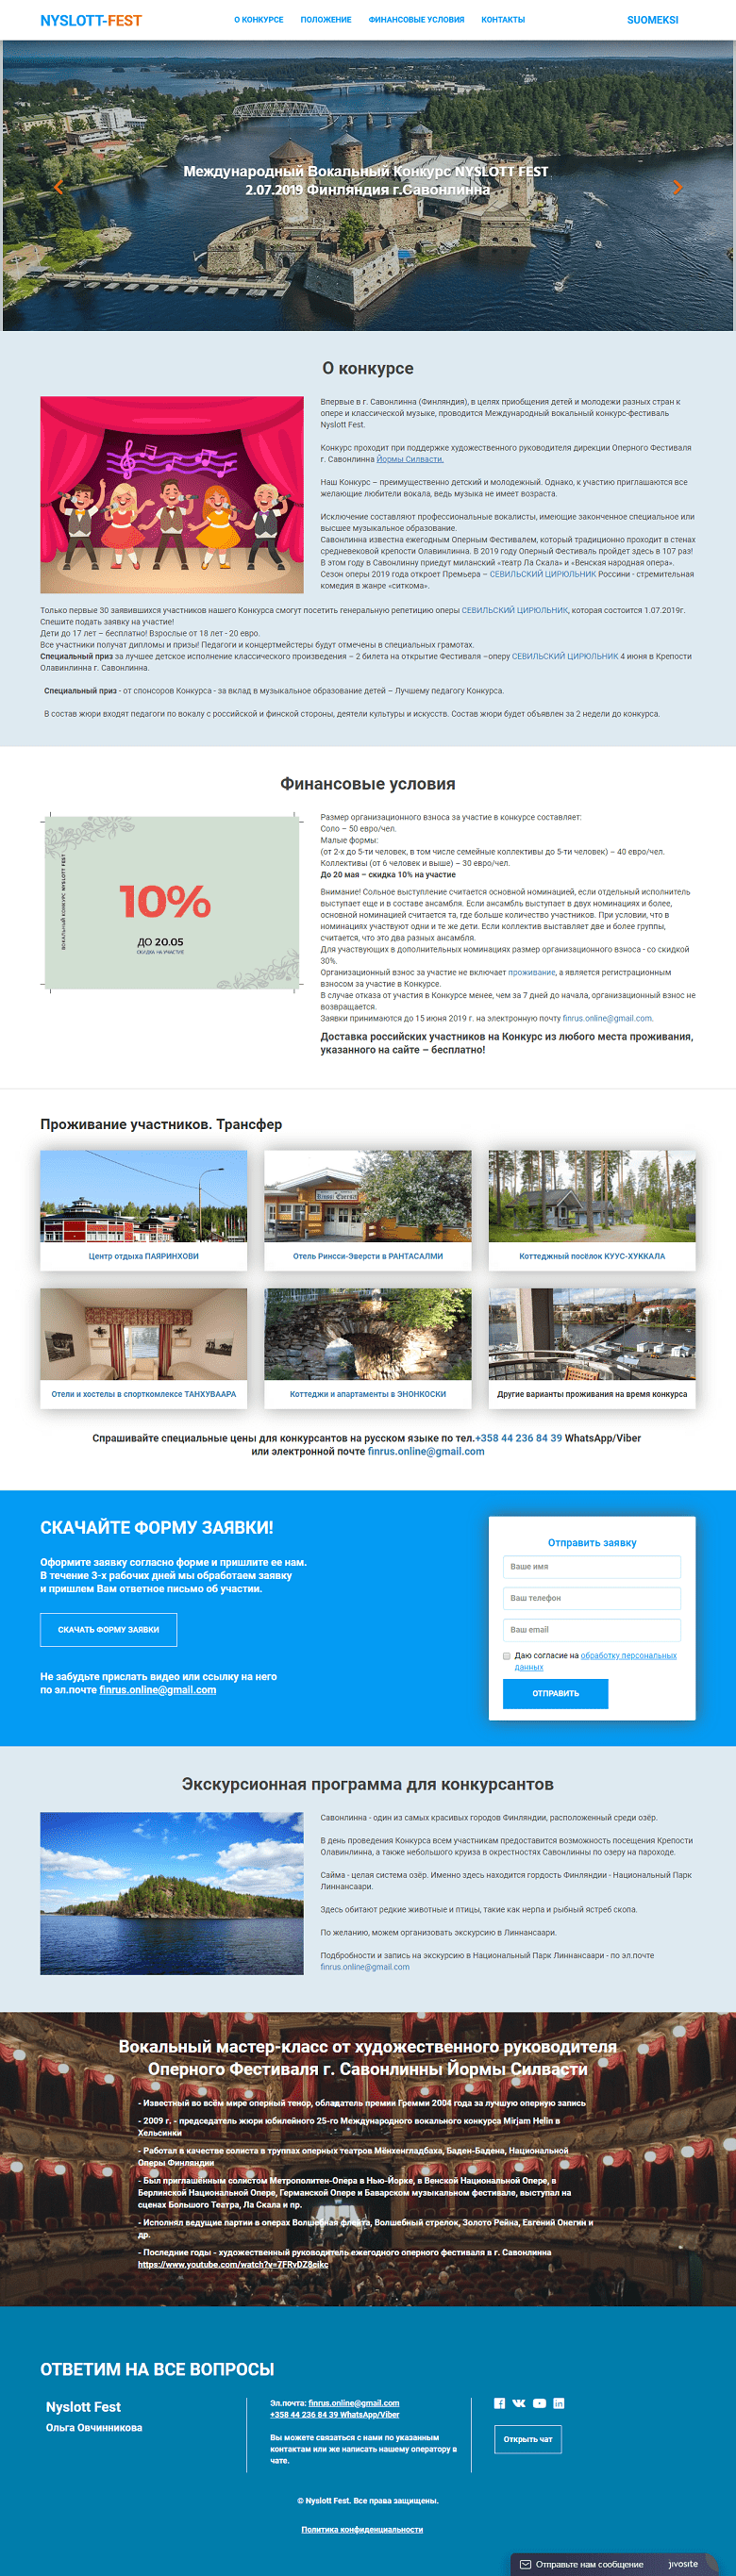 NYSLOTT-FEST
О КОНКУРСЕ ПОЛОЖЕНИЕ ФИНАНСОВЫЕ УСЛОВИЯ КОНТАКТЫ
SUOMEKSI
Международный Вокальный Конкурс NYSLOTT FEST
2.07.2019 Финляндия г.Савонлинна
О конкурсе
Впервые в г. Савонлинна (Финляндия), в целях приобщения детей и молодежи разных стран к
опере и классической музыке, проводится Международный вокальный конкурс-фестиваль
Nyslott Fest.
Конкурс проходит при поддержке художественного руководителя дирекции Оперного Фестиваля
г. Савонлинна Йормы Силвасти.
Наш Конкурс – преимущественно детский и молодежный. Однако, к участию приглашаются все
желающие любители вокала, ведь музыка не имеет возраста.
Исключение составляют профессиональные вокалисты, имеющие законченное специальное или
высшее музыкальное образование.
Савонлинна известна ежегодным Оперным Фестивалем, который традиционно проходит в стенах
средневековой крепости Олавинлинна. В 2019 году Оперный Фестиваль пройдет здесь в 107 раз!
В этом году в Савонлинну приедут миланский «театр Ла Скала» и «Венская народная опера».
Сезон оперы 2019 года откроет Премьера – СЕВИЛЬСКИЙ ЦИРЮЛЬНИК Россини - стремительная
комедия в жанре «ситкома».
Только первые 30 заявившихся участников нашего Конкурса смогут посетить генеральную репетицию оперы СЕВИЛЬСКИЙ ЦИРЮЛЬНИК, которая состоится 1.07.2019г.
Спешите подать заявку на участие!
Дети до 17 лет – бесплатно! Взрослые от 18 лет - 20 евро.
Все участники получат дипломы и призы! Педагоги и концертмейстеры будут отмечены в специальных грамотах.
Специальный приз за лучшее детское исполнение классического произведения – 2 билета на открытие Фестиваля –оперу СЕВИЛЬСКИЙ ЦИРЮЛЬНИК 4 июня в Крепости
Олавинлинна г. Савонлинна.
Специальный приз - от спонсоров Конкурса - за вклад в музыкальное образование детей – Лучшему педагогу Конкурса.
В состав жюри входят педагоги по вокалу с российской и финской стороны, деятели культуры и искусств. Состав жюри будет объявлен за 2 недели до конкурса.
Финансовые условия
ВОКАЛЬНЫЙ КОНКУРС NYSLOTT FEST
10%
ДО 20.05
СКИДКА НА УЧАСТИЕ
Размер организационного взноса за участие в конкурсе составляет:
Соло – 50 евро/чел.
Малые формы:
(от 2-х до 5-ти человек, в том числе семейные коллективы до 5-ти человек) – 40 евро/чел.
Коллективы (от 6 человек и выше) – 30 евро/чел.
До 20 мая – скидка 10% на участие
Внимание! Сольное выступление считается основной номинацией, если отдельный исполнитель
выступает еще и в составе ансамбля. Если ансамбль выступает в двух номинациях и более,
основной номинацией считается та, где больше количество участников. При условии, что в
номинациях участвуют одни и те же дети. Если коллектив выставляет две и более группы,
считается, что это два разных ансамбля.
Для участвующих в дополнительных номинациях размер организационного взноса - со скидкой
30%.
Организационный взнос за участие не включает проживание, а является регистрационным
взносом за участие в Конкурсе.
В случае отказа от участия в Конкурсе менее, чем за 7 дней до начала, организационный взнос не
возвращается.
Заявки принимаются до 15 июня 2019 г. на электронную почту finrus.online@gmail.com.
Доставка российских участников на Конкурс из любого места проживания,
указанного на сайте – бесплатно!
Проживание участников. Трансфер
Центр отдыха ПАЯРИНХОВИ
Отель Ринсси-Эверсти в РАНТАСАЛМИ
Коттеджный посёлок КУУС-ХУККАЛА
Отели и хостелы в спорткомлексе ТАНХУВААРА
Коттеджи и апартаменты в ЭНОНКОСКИ
Другие варианты проживания на время конкурса
Спрашивайте специальные цены для конкурсантов на русском языке по тел.+358 44 236 84 39 WhatsApp/Viber
или электронной почте finrus.online@gmail.com
СКАЧАЙТЕ ФОРМУ ЗАЯВКИ!
Оформите заявку согласно форме и пришлите ее нам.
В течение 3-х рабочих дней мы обработаем заявку
и пришлем Вам ответное письмо об участии.
СКАЧАТЬ ФОРМУ ЗАЯВКИ
Не забудьте прислать видео или ссылку на него
по эл.почте finrus.online@gmail.com
Отправить заявку
Ваше имя
Ваш телефон
Ваш email
Даю согласие на обработку персональных
данных
ОТПРАВИТЬ
Экскурсионная программа для конкурсантов
Савонлинна - один из самых красивых городов Финляндии, расположенный среди озёр.
В день проведения Конкурса всем участникам предоставится возможность посещения Крепости
Олавинлинна, а также небольшого круиза в окрестностях Савонлинны по озеру на пароходе.
Сайма - целая система озёр. Именно здесь находится гордость Финляндии - Национальный Парк
Линнансаари.
Здесь обитают редкие животные и птицы, такие как нерпа и рыбный ястреб скопа.
По желанию, можем организовать экскурсию в Линнансаари.
Подбробности и запись на экскурсию в Национальный Парк Линнансаари - по эл.почте
finrus.online@gmail.com
Вокальный мастер-класс от художественного руководителя
Оперного Фестиваля г. Савонлинны Йормы Силвасти
- Известный во всём мире оперный тенор, обладатель премии Гремми 2004 года за лучшую оперную запись
- 2009 г. - председатель жюри юбилейного 25-го Международного вокального конкурса Mirjam Helin в
Хельсинки
- Работал в качестве солиста в труппах оперных театров Мёнхенгладбаха, Баден-Бадена, Национальной
Оперы Финляндии
- Был приглашённым солистом Метрополитен-Опера в Нью-Йорке, в Венской Национальной Опере, в
Берлинской Национальной Опере, Германской Опере и Баварском музыкальном фестивале, выступал на
сценах Большого Театра, Ла Скала и пр.
- Исполнял ведущие партии в операх Волшебная флейта, Волшебный стрелок, Золото Рейна, Евгений Онегин и
др.
- Последние годы - художественный руководитель ежегодного оперного фестиваля в г. Савонлинна
https://www.youtube.com/watch?v=7FRyDZ8cikc
ОТВЕТИМ НА ВСЕ ВОПРОСЫ
Nyslott Fest
Ольга Овчинникова
Эл.почта: finrus.online@gmail.com
+358 44 236 84 39 WhatsApp/Viber
Вы можете связаться с нами по указанным
контактам или же написать нашему оператору в
чате.
Открыть чат
© Nyslott Fest. Все права защищены.
Политика конфиденциальности
Отправьте нам сообщение
jivosite